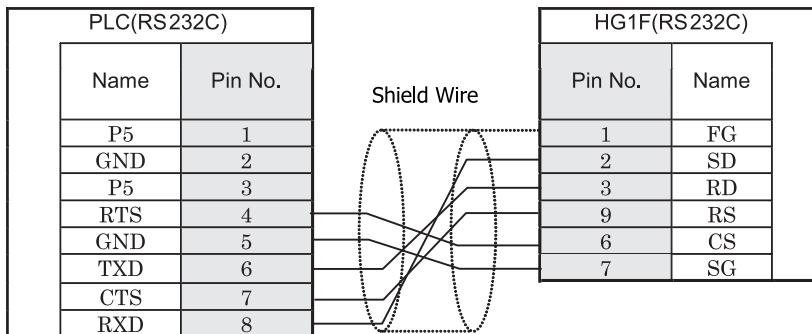 PLC(RS232C)
HG1F(RS232C)
Name Pin No.
Shield Wire
Pin No. Name
P5 1
GND 2
P5 3
RTS 4
GND 5
TXD 6
CTS 7
RXD 8
1 FG
2 SD
3 RD
9 RS
6 CS
7 SG